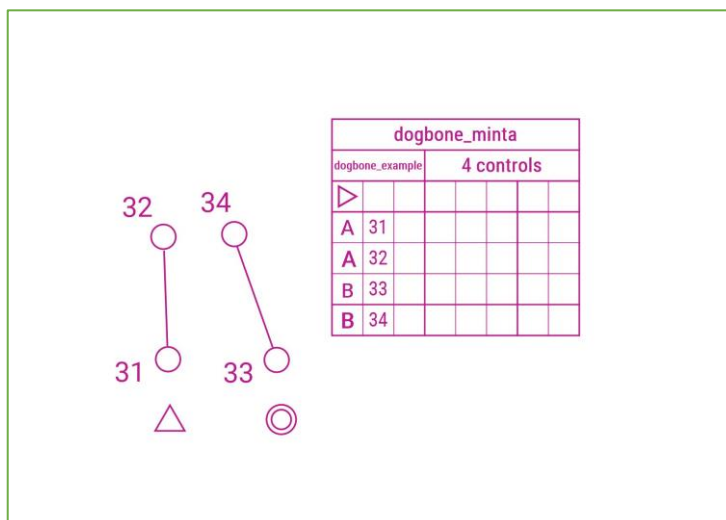 dogbone_minta
dogbone_example 4 controls
A 31
A 32
B 33
B 34
32 34
31 33